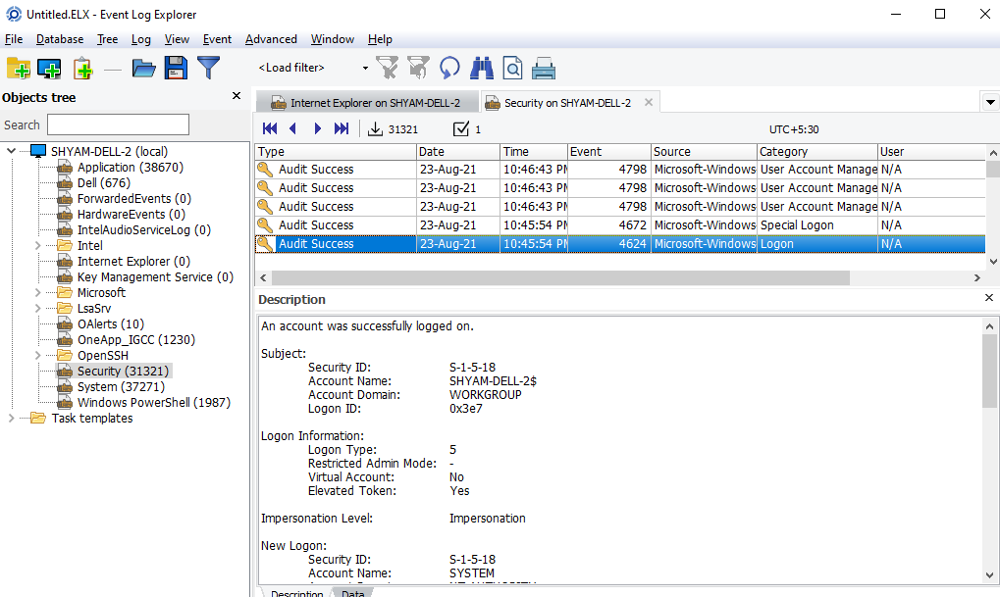 Untitled.ELX - Event Log Explorer
File Database Tree Log View Event Advanced Window Help
<Load filter>
Objects tree
Search
SHYAM-DELL-2 (local)
Application (38670)
Dell (676)
ForwardedEvents (0)
HardwareEvents (0)
IntelAudioServiceLog (0)
Intel
Internet Explorer (0)
Key Management Service (0)
Microsoft
LsaSrv
OAlerts (10)
OneApp_IGCC (1230)
OpenSSH
Security (31321)
System (37271)
Windows PowerShell (1987)
Task templates
Internet Explorer on SHYAM-DELL-2 Security on SHYAM-DELL-2
31321 1 UTC+5:30
Type Date Time Event Source Category User
Audit Success 23-Aug-21 10:46:43 PM 4798 Microsoft-Windows User Account Manage N/A
Audit Success 23-Aug-21 10:46:43 PM 4798 Microsoft-Windows User Account Manage N/A
Audit Success 23-Aug-21 10:46:43 PM 4798 Microsoft-Windows User Account Manage N/A
Audit Success 23-Aug-21 10:45:54 PM 4672 Microsoft-Windows Special Logon N/A
Audit Success 23-Aug-21 10:45:54 PM 4624 Microsoft-Windows Logon N/A
Description
An account was successfully logged on.
Subject:
Security ID: S-1-5-18
Account Name: SHYAM-DELL-2$
Account Domain: WORKGROUP
Logon ID: 0x3e7
Logon Information:
Logon Type: 5
Restricted Admin Mode: -
Virtual Account: No
Elevated Token: Yes
Impersonation Level: Impersonation
New Logon:
Security ID: S-1-5-18
Account Name: SYSTEM
Description Data